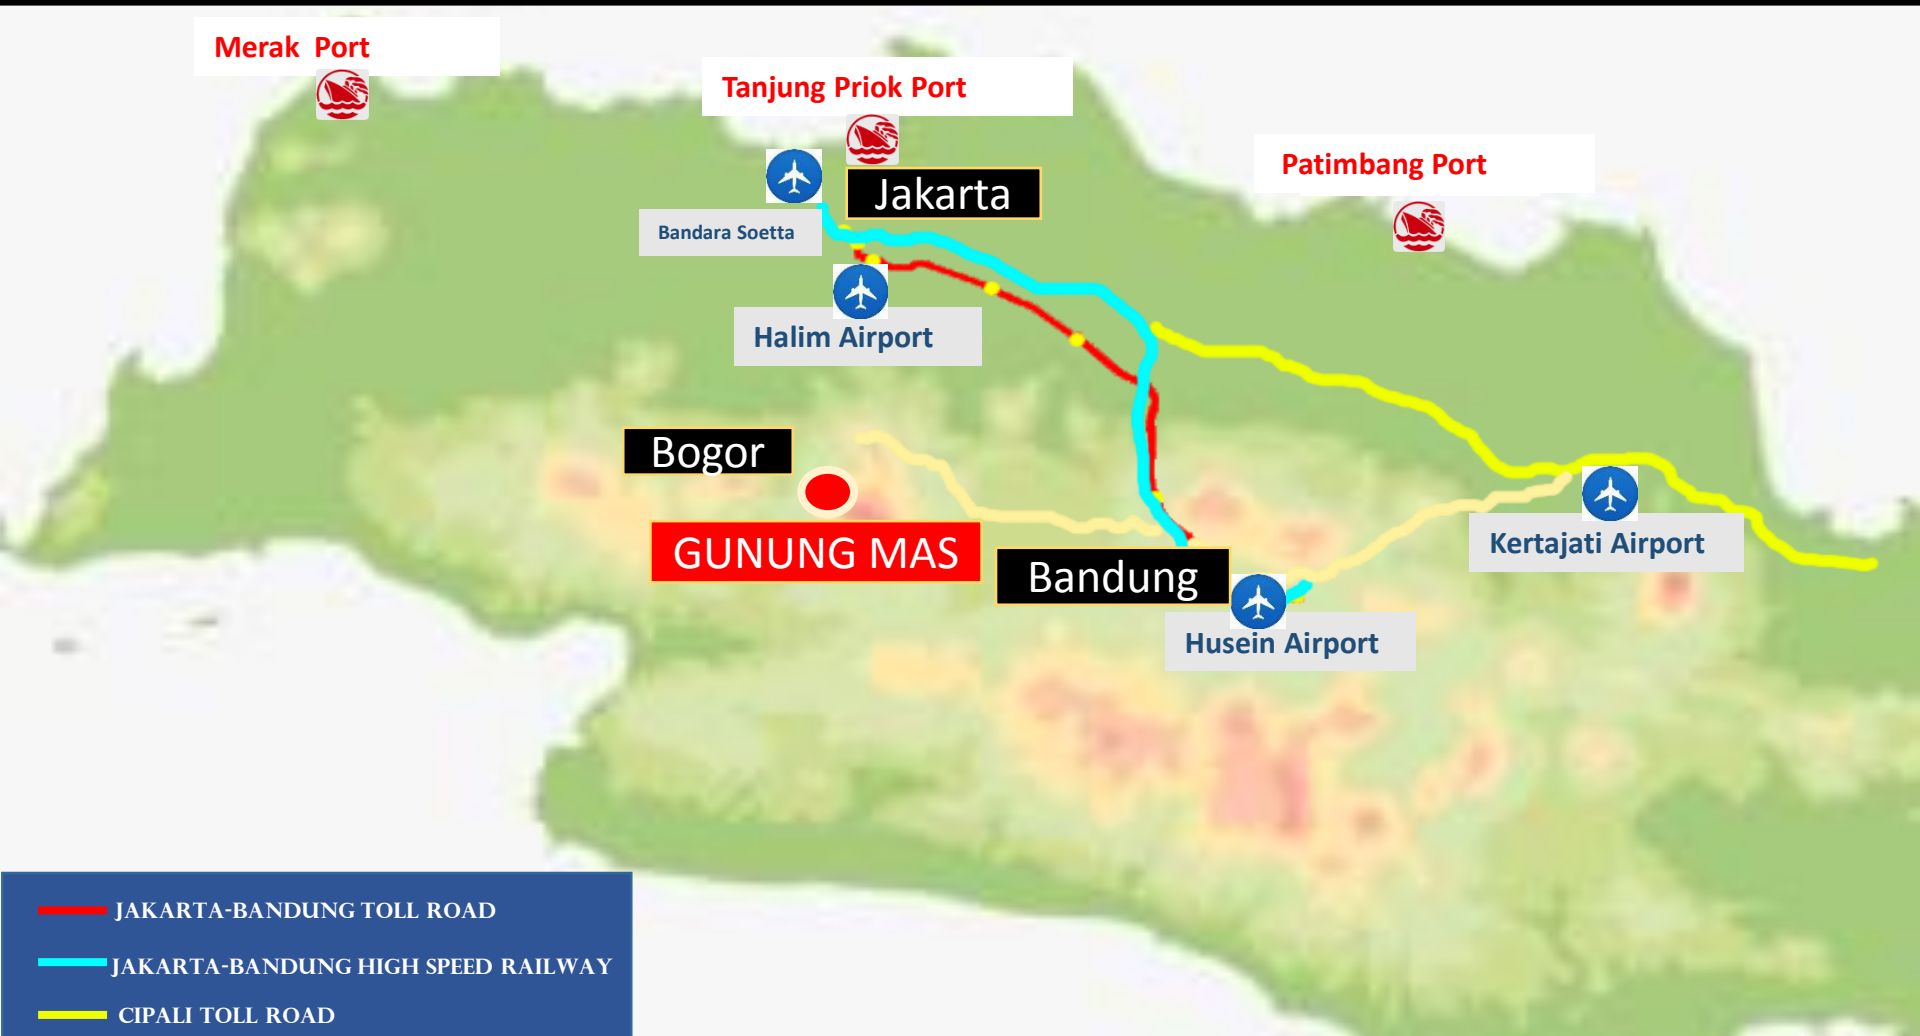 Merak  Port
Tanjung Priok Port
Patimbang Port
Jakarta
Bandara Soetta
Halim Airport
Bogor
GUNUNG MAS
Bandung
Kertajati Airport
Husein Airport
JAKARTA-BANDUNG TOLL ROAD
JAKARTA-BANDUNG HIGH SPEED RAILWAY
CIPALI TOLL ROAD